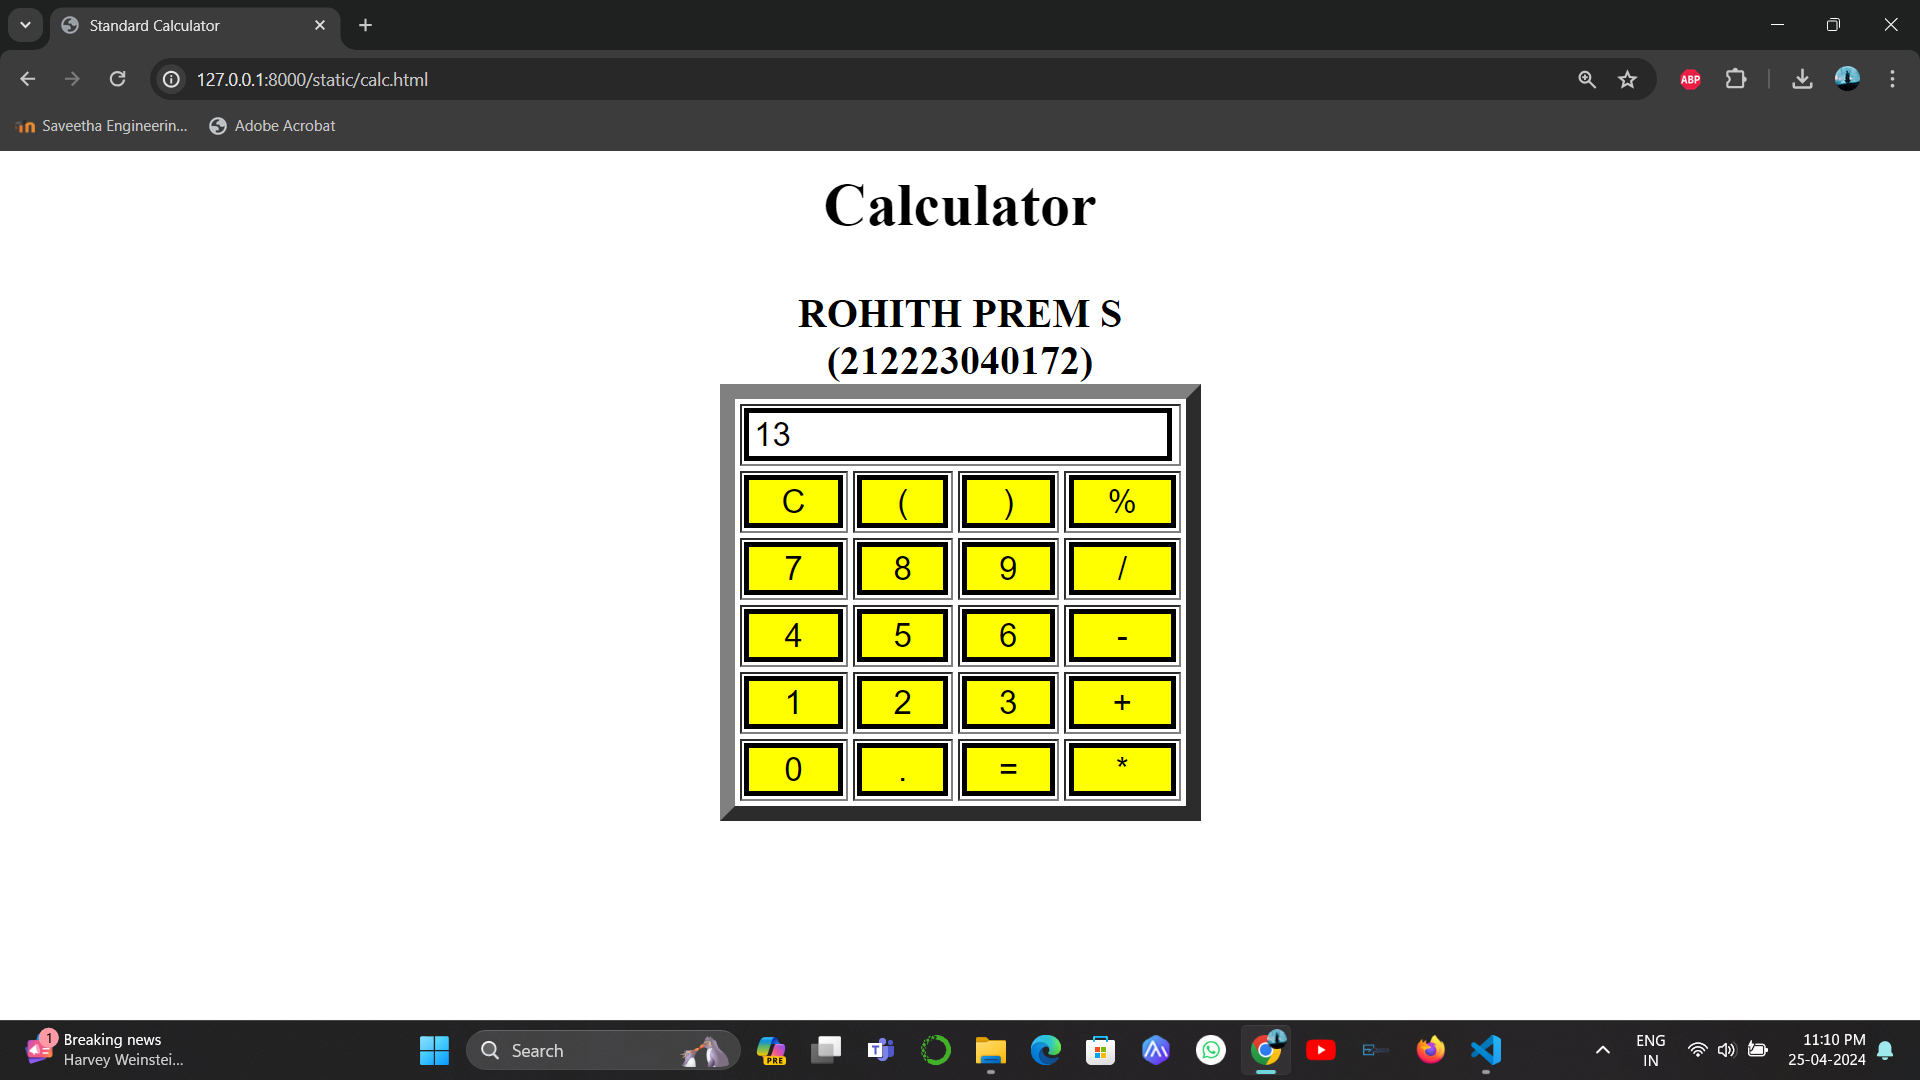 Standard Calculator
127.0.0.1:8000/static/calc.html
ABP
Saveetha Engineerin...
Adobe Acrobat
Calculator
ROHITH PREM S
(212223040172)
13
C ( ) %
7 8 9 /
4 5 6 -
1 2 3 +
0 . = *
1
Breaking news
Harvey Weinstei...
Search
PRE
ENG
IN
11:10 PM
25-04-2024